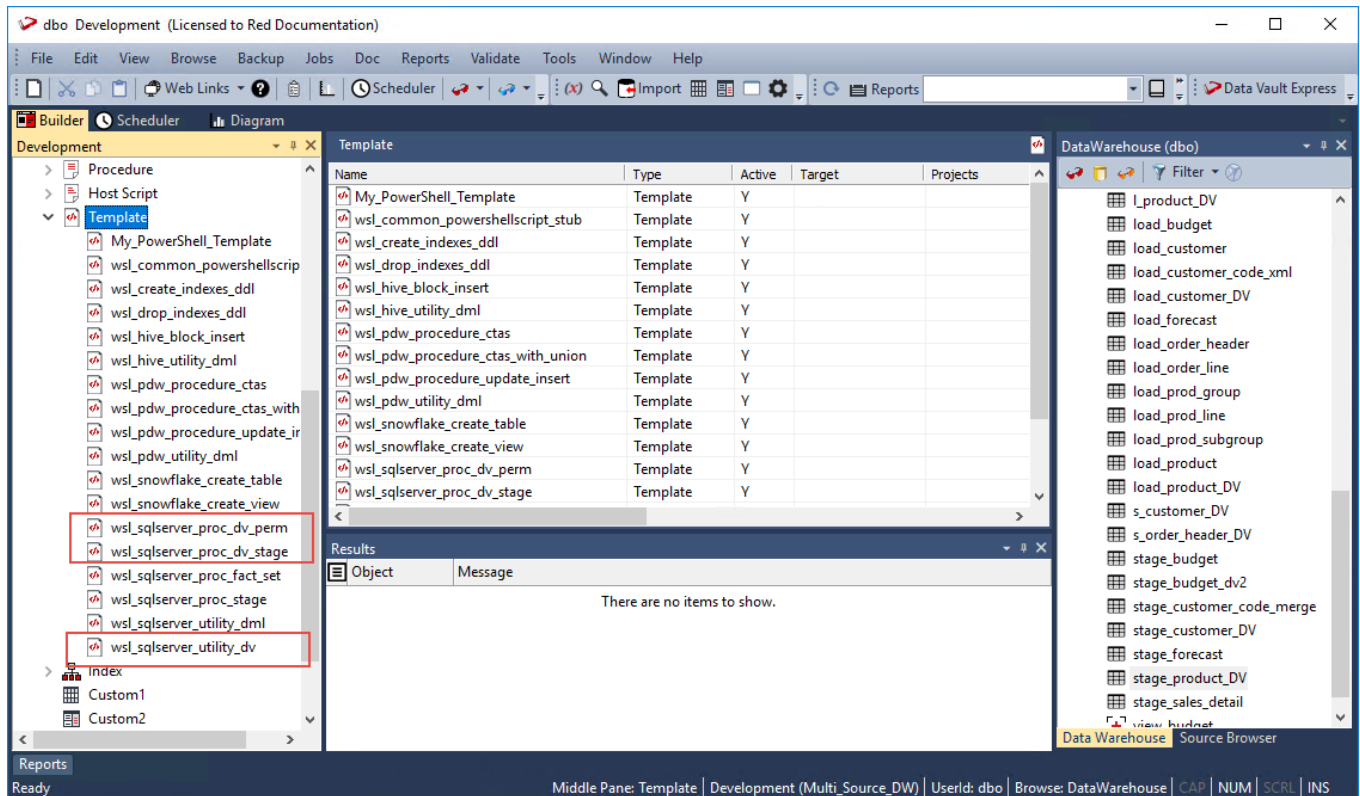 dbo Development (Licensed to Red Documentation)
File Edit View Browse Backup Jobs Doc Reports Validate Tools Window Help
Web Links Scheduler (x) Import Reports Data Vault Express
Builder Scheduler Diagram
Development
Procedure
Host Script
Template
My_PowerShell_Template
wsl_common_powershellscrip
wsl_create_indexes_ddl
wsl_drop_indexes_ddl
wsl_hive_block_insert
wsl_hive_utility_dml
wsl_pdw_procedure_ctas
wsl_pdw_procedure_ctas_with
wsl_pdw_procedure_update_ir
wsl_pdw_utility_dml
wsl_snowflake_create_table
wsl_snowflake_create_view
wsl_sqlserver_proc_dv_perm
wsl_sqlserver_proc_dv_stage
wsl_sqlserver_proc_fact_set
wsl_sqlserver_proc_stage
wsl_sqlserver_utility_dml
wsl_sqlserver_utility_dv
Index
Custom1
Custom2
Template
Name Type Active Target Projects
My_PowerShell_Template Template Y
wsl_common_powershellscript_stub Template Y
wsl_create_indexes_ddl Template Y
wsl_drop_indexes_ddl Template Y
wsl_hive_block_insert Template Y
wsl_hive_utility_dml Template Y
wsl_pdw_procedure_ctas Template Y
wsl_pdw_procedure_ctas_with_union Template Y
wsl_pdw_procedure_update_insert Template Y
wsl_pdw_utility_dml Template Y
wsl_snowflake_create_table Template Y
wsl_snowflake_create_view Template Y
wsl_sqlserver_proc_dv_perm Template Y
wsl_sqlserver_proc_dv_stage Template Y
Results
Object Message
There are no items to show.
DataWarehouse (dbo)
Filter
l_product_DV
load_budget
load_customer
load_customer_code_xml
load_customer_DV
load_forecast
load_order_header
load_order_line
load_prod_group
load_prod_line
load_prod_subgroup
load_product
load_product_DV
s_customer_DV
s_order_header_DV
stage_budget
stage_budget_dv2
stage_customer_code_merge
stage_customer_DV
stage_forecast
stage_product_DV
stage_sales_detail
view_budget
Data Warehouse Source Browser
Reports
Ready Middle Pane: Template Development (Multi_Source_DW) UserId: dbo Browse: DataWarehouse CAP NUM SCRL INS